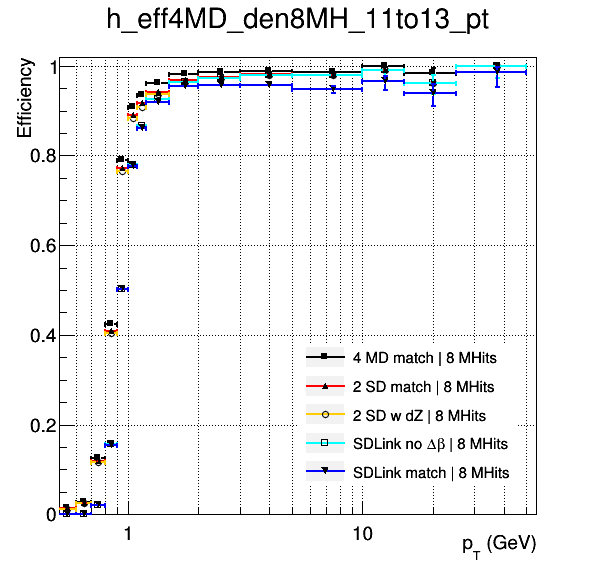 h_eff4MD_den8MH_11to13_pt
Efficiency
1
0.8
0.6
0.4
0.2
0
4 MD match | 8 MHits
2 SD match | 8 MHits
2 SD w dZ | 8 MHits
SDLink no Δβ | 8 MHits
SDLink match | 8 MHits
1
10
p_T (GeV)